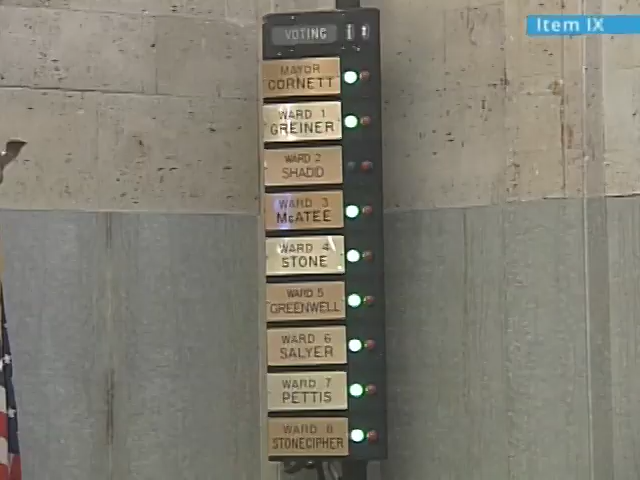 Item IX
VOTING
MAYOR
CORNETT
WARD 1
GREINER
WARD 2
SHADID
WARD 3
McATEE
WARD 4
STONE
WARD 5
GREENWELL
WARD 6
SALYER
WARD 7
PETTIS
WARD 8
STONECIPHER